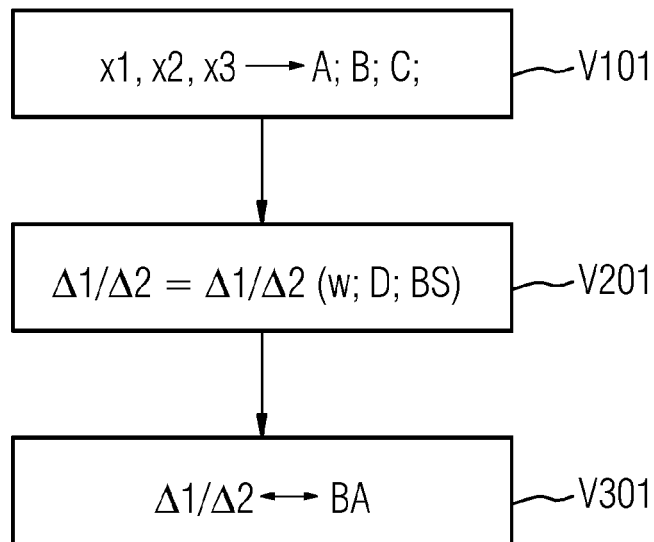 x1, x2, x3 ⟶ A; B; C;
V101
Δ1/Δ2 = Δ1/Δ2 (w; D; BS)
V201
Δ1/Δ2 ⟷ BA
V301